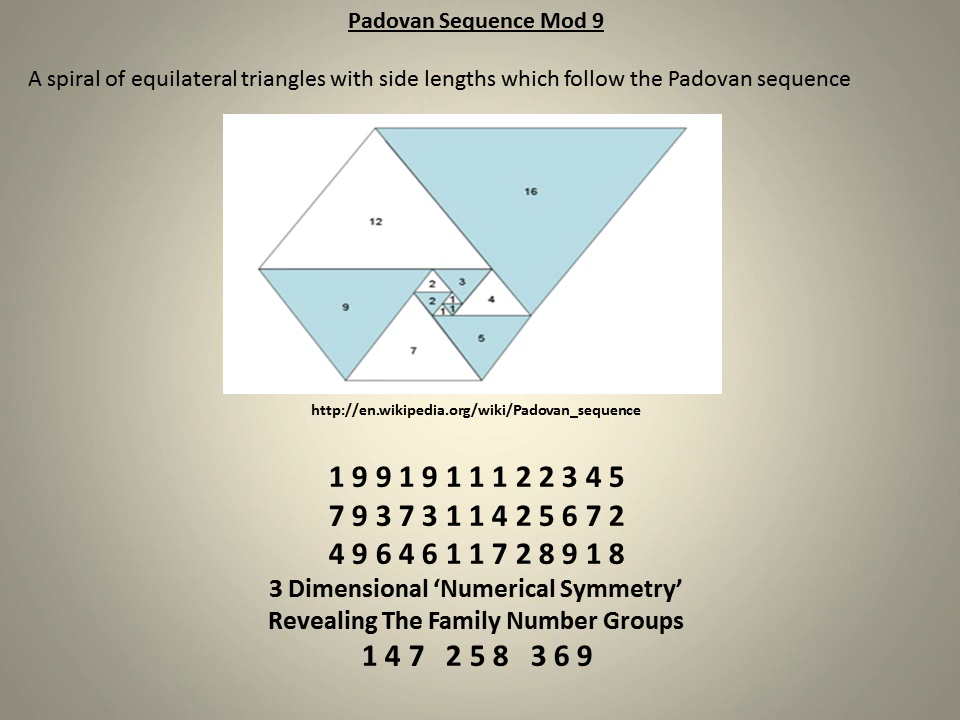 Padovan Sequence Mod 9
A spiral of equilateral triangles with side lengths which follow the Padovan sequence
16
12
2 3
2 1 4
1 1
9
5
7
http://en.wikipedia.org/wiki/Padovan_sequence
1 9 9 1 9 1 1 1 2 2 3 4 5
7 9 3 7 3 1 1 4 2 5 6 7 2
4 9 6 4 6 1 1 7 2 8 9 1 8
3 Dimensional ‘Numerical Symmetry’
Revealing The Family Number Groups
1 4 7 2 5 8 3 6 9